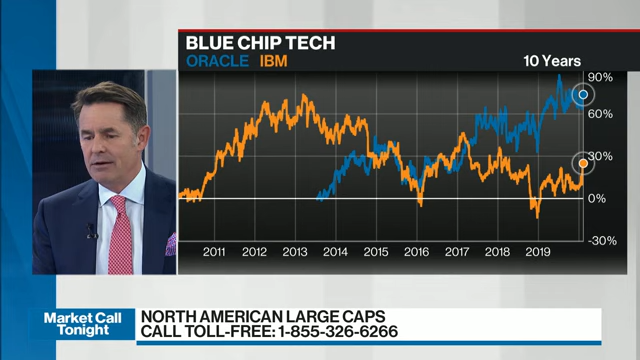 BLUE CHIP TECH
ORACLE IBM
10 Years
90%
60%
30%
0%
-30%
2011 2012 2013 2014 2015 2016 2017 2018 2019
Market Call
Tonight
NORTH AMERICAN LARGE CAPS
CALL TOLL-FREE: 1-855-326-6266